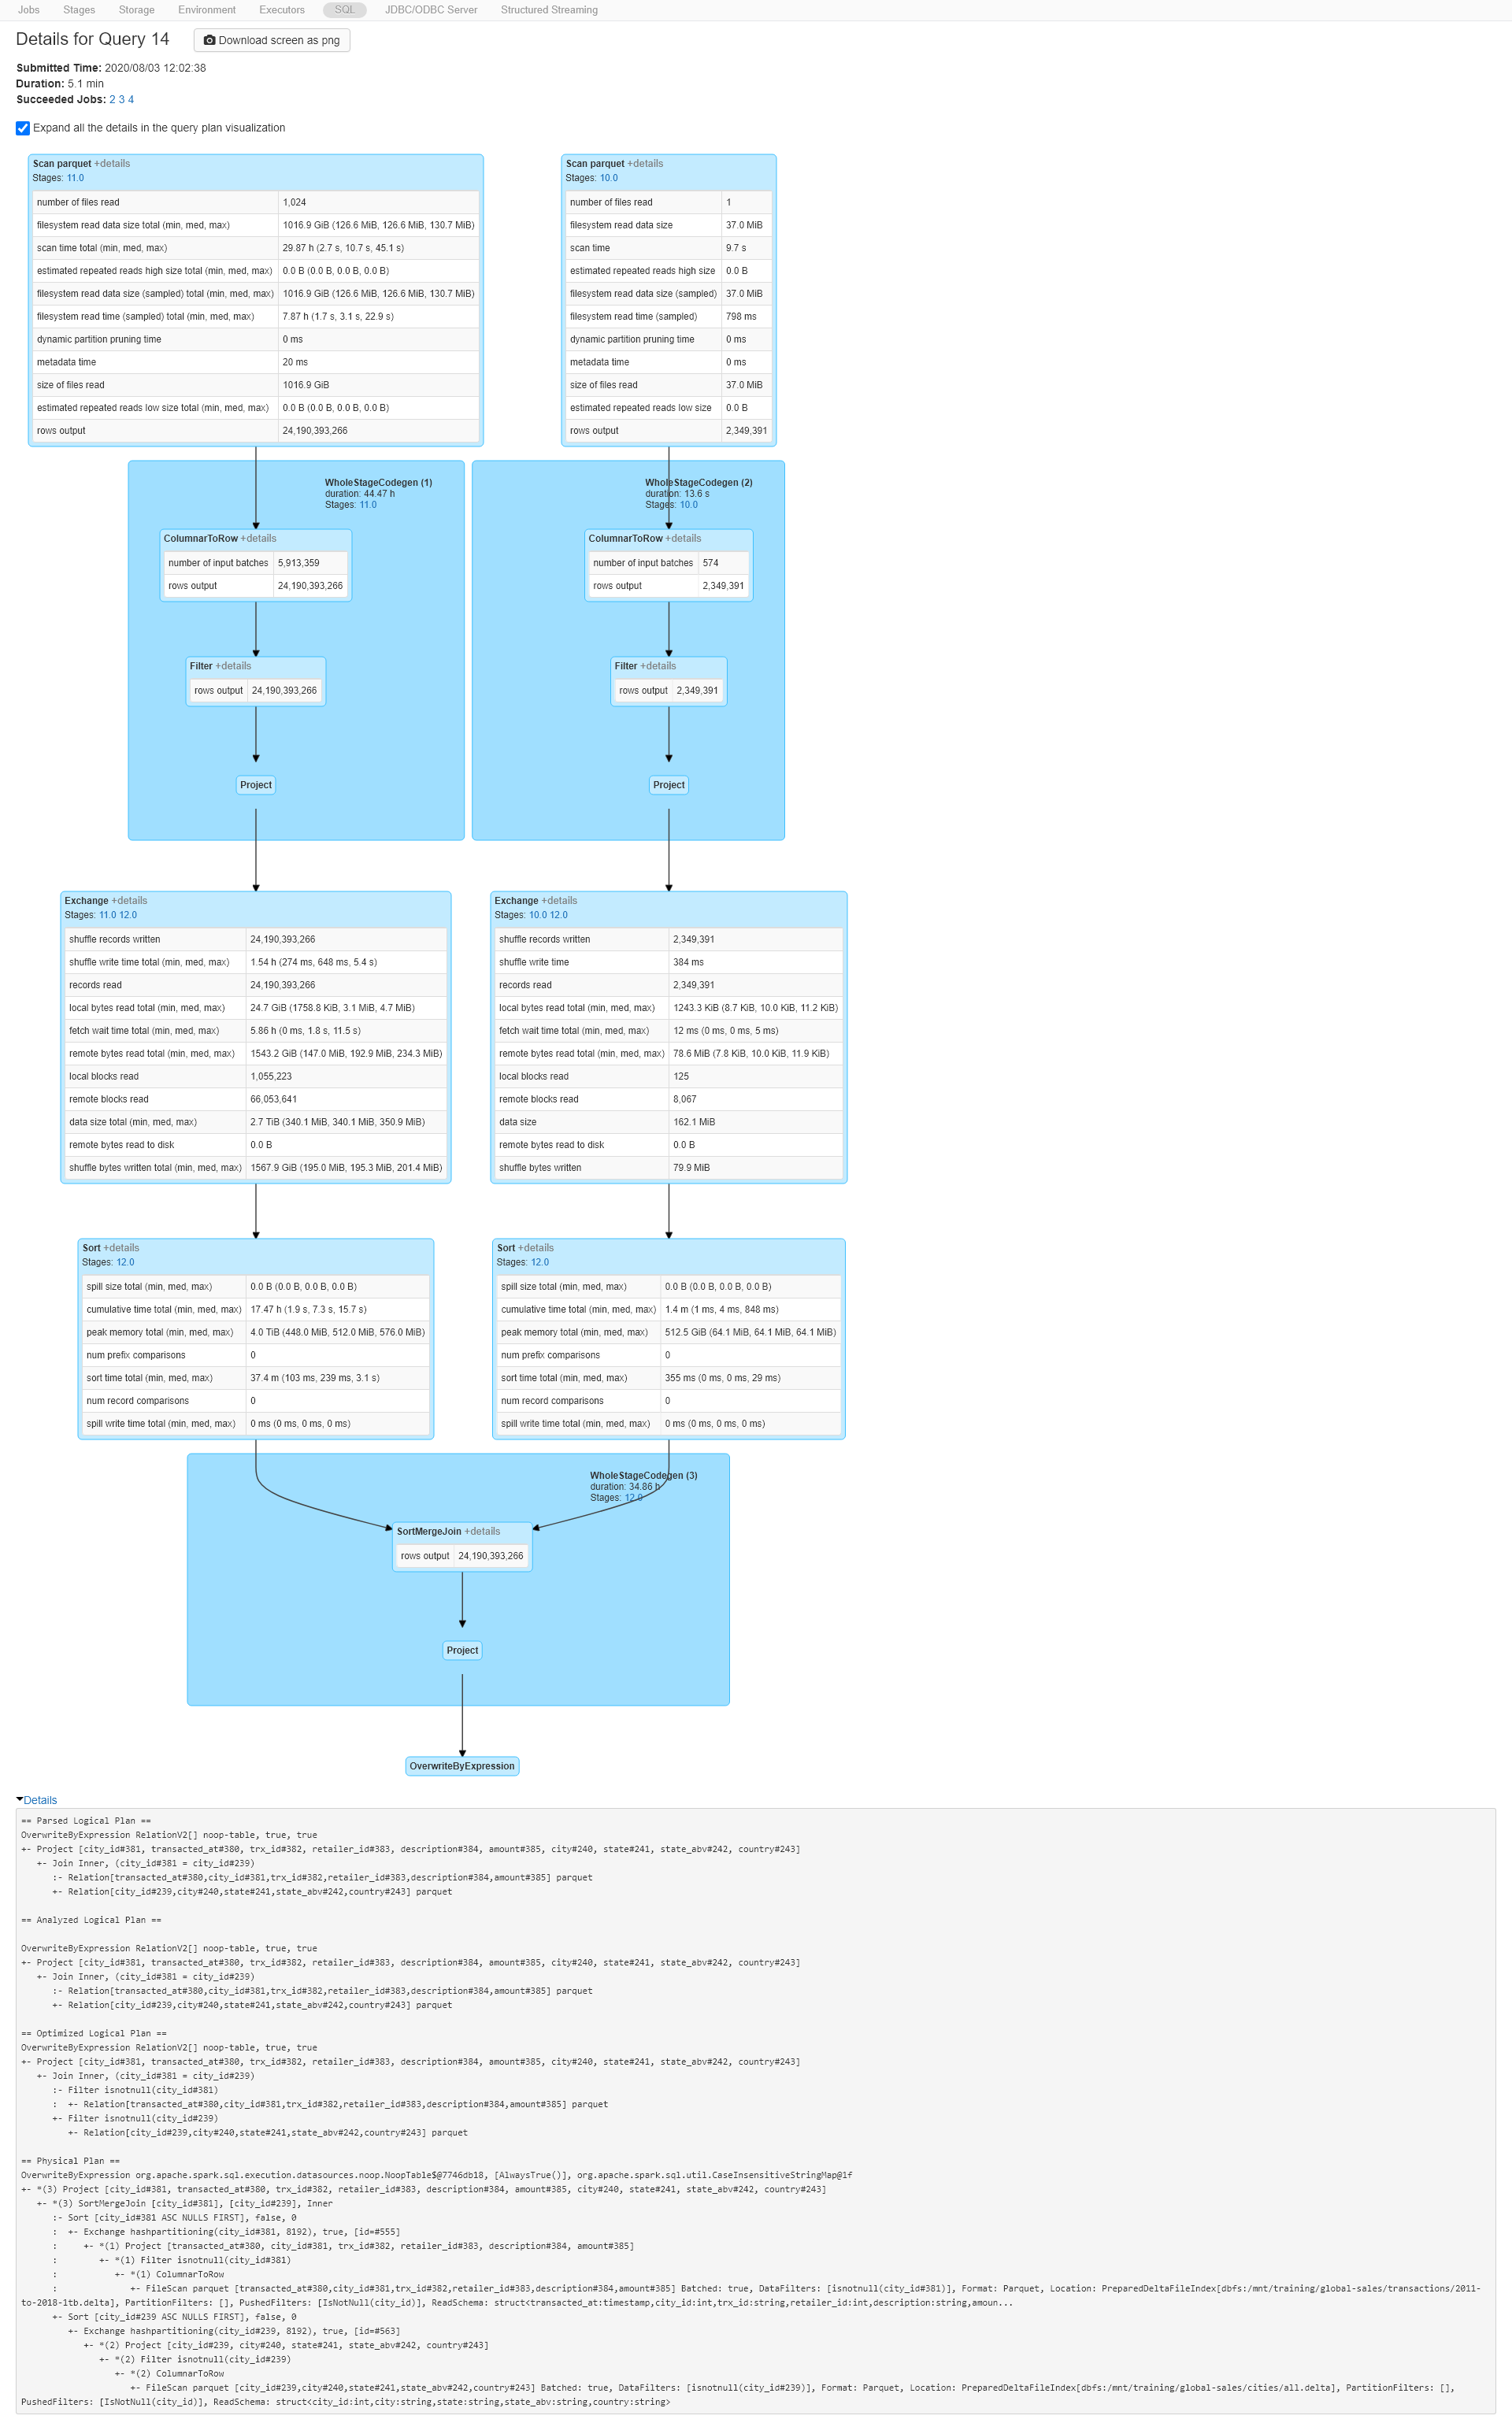 Jobs Stages Storage Environment Executors SQL JDBC/ODBC Server Structured Streaming
Details for Query 14
Download screen as png
Submitted Time: 2020/08/03 12:02:38
Duration: 5.1 min
Succeeded Jobs: 2 3 4
Expand all the details in the query plan visualization
Scan parquet +details
Stages: 11.0
number of files read 1,024
filesystem read data size total (min, med, max) 1016.9 GiB (126.6 MiB, 126.6 MiB, 130.7 MiB)
scan time total (min, med, max) 29.87 h (2.7 s, 10.7 s, 45.1 s)
estimated repeated reads high size total (min, med, max) 0.0 B (0.0 B, 0.0 B, 0.0 B)
filesystem read data size (sampled) total (min, med, max) 1016.9 GiB (126.6 MiB, 126.6 MiB, 130.7 MiB)
filesystem read time (sampled) total (min, med, max) 7.87 h (1.7 s, 3.1 s, 22.9 s)
dynamic partition pruning time 0 ms
metadata time 20 ms
size of files read 1016.9 GiB
estimated repeated reads low size total (min, med, max) 0.0 B (0.0 B, 0.0 B, 0.0 B)
rows output 24,190,393,266
Scan parquet +details
Stages: 10.0
number of files read 1
filesystem read data size 37.0 MiB
scan time 9.7 s
estimated repeated reads high size 0.0 B
filesystem read data size (sampled) 37.0 MiB
filesystem read time (sampled) 798 ms
dynamic partition pruning time 0 ms
metadata time 0 ms
size of files read 37.0 MiB
estimated repeated reads low size 0.0 B
rows output 2,349,391
WholeStageCodegen (1)
duration: 44.47 h
Stages: 11.0
ColumnarToRow +details
number of input batches 5,913,359
rows output 24,190,393,266
Filter +details
rows output 24,190,393,266
Project
WholeStageCodegen (2)
duration: 13.6 s
Stages: 10.0
ColumnarToRow +details
number of input batches 574
rows output 2,349,391
Filter +details
rows output 2,349,391
Project
Exchange +details
Stages: 11.0 12.0
shuffle records written 24,190,393,266
shuffle write time total (min, med, max) 1.54 h (274 ms, 648 ms, 5.4 s)
records read 24,190,393,266
local bytes read total (min, med, max) 24.7 GiB (1758.8 KiB, 3.1 MiB, 4.7 MiB)
fetch wait time total (min, med, max) 5.86 h (0 ms, 1.8 s, 11.5 s)
remote bytes read total (min, med, max) 1543.2 GiB (147.0 MiB, 192.9 MiB, 234.3 MiB)
local blocks read 1,055,223
remote blocks read 66,053,641
data size total (min, med, max) 2.7 TiB (340.1 MiB, 340.1 MiB, 350.9 MiB)
remote bytes read to disk 0.0 B
shuffle bytes written total (min, med, max) 1567.9 GiB (195.0 MiB, 195.3 MiB, 201.4 MiB)
Exchange +details
Stages: 10.0 12.0
shuffle records written 2,349,391
shuffle write time 384 ms
records read 2,349,391
local bytes read total (min, med, max) 1243.3 KiB (8.7 KiB, 10.0 KiB, 11.2 KiB)
fetch wait time total (min, med, max) 12 ms (0 ms, 0 ms, 5 ms)
remote bytes read total (min, med, max) 78.6 MiB (7.8 KiB, 10.0 KiB, 11.9 KiB)
local blocks read 125
remote blocks read 8,067
data size 162.1 MiB
remote bytes read to disk 0.0 B
shuffle bytes written 79.9 MiB
Sort +details
Stages: 12.0
spill size total (min, med, max) 0.0 B (0.0 B, 0.0 B, 0.0 B)
cumulative time total (min, med, max) 17.47 h (1.9 s, 7.3 s, 15.7 s)
peak memory total (min, med, max) 4.0 TiB (448.0 MiB, 512.0 MiB, 576.0 MiB)
num prefix comparisons 0
sort time total (min, med, max) 37.4 m (103 ms, 239 ms, 3.1 s)
num record comparisons 0
spill write time total (min, med, max) 0 ms (0 ms, 0 ms, 0 ms)
Sort +details
Stages: 12.0
spill size total (min, med, max) 0.0 B (0.0 B, 0.0 B, 0.0 B)
cumulative time total (min, med, max) 1.4 m (1 ms, 4 ms, 848 ms)
peak memory total (min, med, max) 512.5 GiB (64.1 MiB, 64.1 MiB, 64.1 MiB)
num prefix comparisons 0
sort time total (min, med, max) 355 ms (0 ms, 0 ms, 29 ms)
num record comparisons 0
spill write time total (min, med, max) 0 ms (0 ms, 0 ms, 0 ms)
WholeStageCodegen (3)
duration: 34.86 h
Stages: 12.0
SortMergeJoin +details
rows output 24,190,393,266
Project
OverwriteByExpression
Details
== Parsed Logical Plan ==
OverwriteByExpression RelationV2[] noop-table, true, true
+- Project [city_id#381, transacted_at#380, trx_id#382, retailer_id#383, description#384, amount#385, city#240, state#241, state_abv#242, country#243]
+- Join Inner, (city_id#381 = city_id#239)
:- Relation[transacted_at#380,city_id#381,trx_id#382,retailer_id#383,description#384,amount#385] parquet
+- Relation[city_id#239,city#240,state#241,state_abv#242,country#243] parquet
== Analyzed Logical Plan ==
OverwriteByExpression RelationV2[] noop-table, true, true
+- Project [city_id#381, transacted_at#380, trx_id#382, retailer_id#383, description#384, amount#385, city#240, state#241, state_abv#242, country#243]
+- Join Inner, (city_id#381 = city_id#239)
:- Relation[transacted_at#380,city_id#381,trx_id#382,retailer_id#383,description#384,amount#385] parquet
+- Relation[city_id#239,city#240,state#241,state_abv#242,country#243] parquet
== Optimized Logical Plan ==
OverwriteByExpression RelationV2[] noop-table, true, true
+- Project [city_id#381, transacted_at#380, trx_id#382, retailer_id#383, description#384, amount#385, city#240, state#241, state_abv#242, country#243]
+- Join Inner, (city_id#381 = city_id#239)
:- Filter isnotnull(city_id#381)
: +- Relation[transacted_at#380,city_id#381,trx_id#382,retailer_id#383,description#384,amount#385] parquet
+- Filter isnotnull(city_id#239)
+- Relation[city_id#239,city#240,state#241,state_abv#242,country#243] parquet
== Physical Plan ==
OverwriteByExpression org.apache.spark.sql.execution.datasources.noop.NoopTable$@7746db18, [AlwaysTrue()], org.apache.spark.sql.util.CaseInsensitiveStringMap@1f
+- *(3) Project [city_id#381, transacted_at#380, trx_id#382, retailer_id#383, description#384, amount#385, city#240, state#241, state_abv#242, country#243]
+- *(3) SortMergeJoin [city_id#381], [city_id#239], Inner
:- Sort [city_id#381 ASC NULLS FIRST], false, 0
: +- Exchange hashpartitioning(city_id#381, 8192), true, [id=#555]
: +- *(1) Project [transacted_at#380, city_id#381, trx_id#382, retailer_id#383, description#384, amount#385]
: +- *(1) Filter isnotnull(city_id#381)
: +- *(1) ColumnarToRow
: +- FileScan parquet [transacted_at#380,city_id#381,trx_id#382,retailer_id#383,description#384,amount#385] Batched: true, DataFilters: [isnotnull(city_id#381)], Format: Parquet, Location: PreparedDeltaFileIndex[dbfs:/mnt/training/global-sales/transactions/2011-
to-2018-1tb.delta], PartitionFilters: [], PushedFilters: [IsNotNull(city_id)], ReadSchema: struct<transacted_at:timestamp,city_id:int,trx_id:string,retailer_id:int,description:string,amoun...
+- Sort [city_id#239 ASC NULLS FIRST], false, 0
+- Exchange hashpartitioning(city_id#239, 8192), true, [id=#563]
+- *(2) Project [city_id#239, city#240, state#241, state_abv#242, country#243]
+- *(2) Filter isnotnull(city_id#239)
+- *(2) ColumnarToRow
+- FileScan parquet [city_id#239,city#240,state#241,state_abv#242,country#243] Batched: true, DataFilters: [isnotnull(city_id#239)], Format: Parquet, Location: PreparedDeltaFileIndex[dbfs:/mnt/training/global-sales/cities/all.delta], PartitionFilters: [],
PushedFilters: [IsNotNull(city_id)], ReadSchema: struct<city_id:int,city:string,state:string,state_abv:string,country:string>